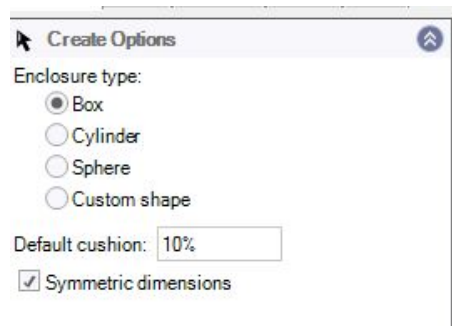 Create Options
Enclosure type:
Box
Cylinder
Sphere
Custom shape
Default cushion: 10%
Symmetric dimensions